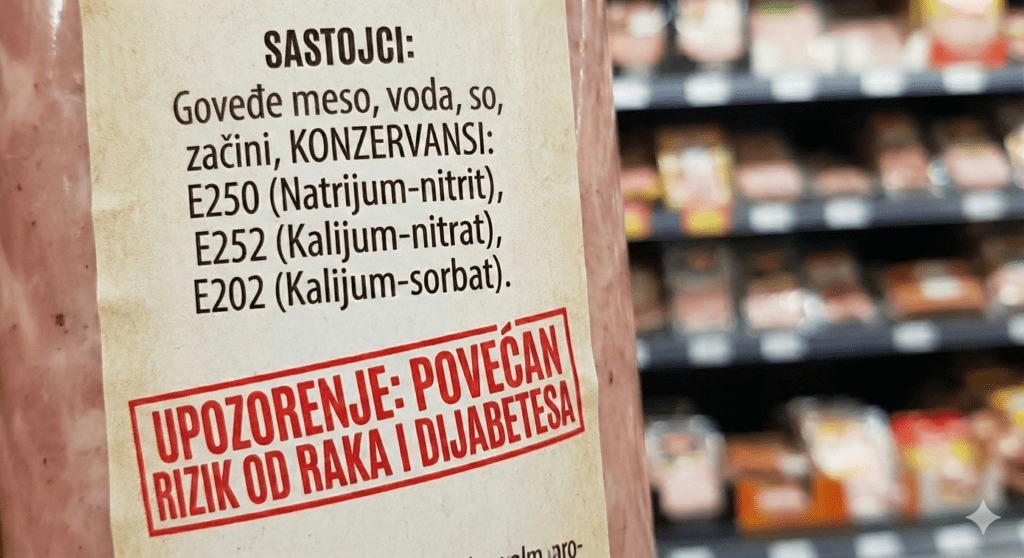 SASTOJCI:
Goveđe meso, voda, so,
začini, KONZERVANSI:
E250 (Natrijum-nitrit),
E252 (Kalijum-nitrat),
E202 (Kalijum-sorbat).
UPOZORENJE: POVEĆAN
RIZIK OD RAKA I DIJABETESA